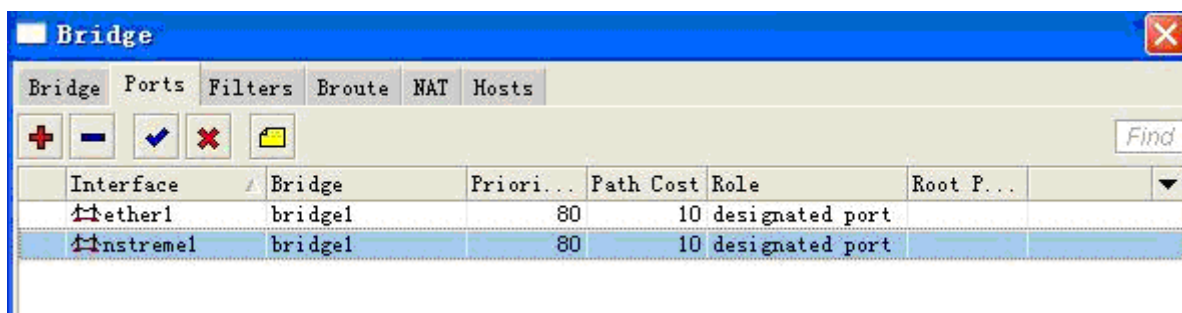 Bridge
Bridge Ports Filters Broute NAT Hosts
Find
Interface Bridge Priori... Path Cost Role Root P...
ether1 bridge1 80 10 designated port
nstreme1 bridge1 80 10 designated port